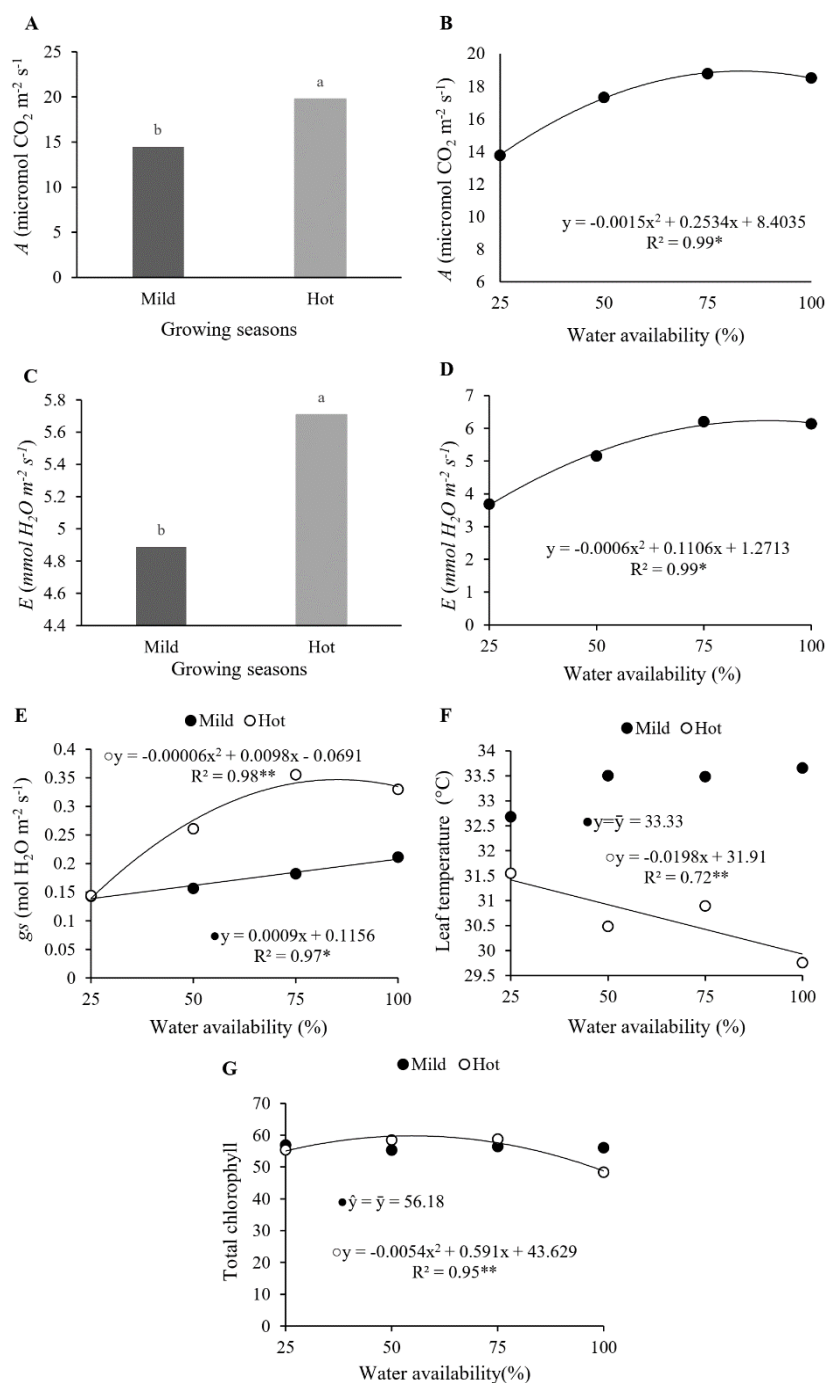 A
A (micromol CO₂ m⁻² s⁻¹)
25
20
15
10
5
0
b
a
Mild
Hot
Growing seasons
B
A (micromol CO₂ m⁻² s⁻¹)
20
18
16
14
12
10
8
6
y = -0.0015x² + 0.2534x + 8.4035
R² = 0.99*
25
50
75
100
Water availability (%)
C
E (mmol H₂O m⁻² s⁻¹)
5.8
5.6
5.4
5.2
5
4.8
4.6
4.4
b
a
Mild
Hot
Growing seasons
D
E (mmol H₂O m⁻² s⁻¹)
7
6
5
4
3
2
1
0
y = -0.0006x² + 0.1106x + 1.2713
R² = 0.99*
25
50
75
100
Water availability (%)
E
●Mild ○Hot
gs (mol H₂O m⁻² s⁻¹)
0.4
0.35
0.3
0.25
0.2
0.15
0.1
0.05
0
○y = -0.00006x² + 0.0098x - 0.0691
R² = 0.98**
●y = 0.0009x + 0.1156
R² = 0.97*
25
50
75
100
Water availability (%)
F
●Mild ○Hot
Leaf temperature (°C)
34
33.5
33
32.5
32
31.5
31
30.5
30
29.5
●y=ȳ = 33.33
○y = -0.0198x + 31.91
R² = 0.72**
25
50
75
100
Water availability (%)
G
●Mild ○Hot
Total chlorophyll
70
60
50
40
30
20
10
0
●ŷ = ȳ = 56.18
○y = -0.0054x² + 0.591x + 43.629
R² = 0.95**
25
50
75
100
Water availability(%)